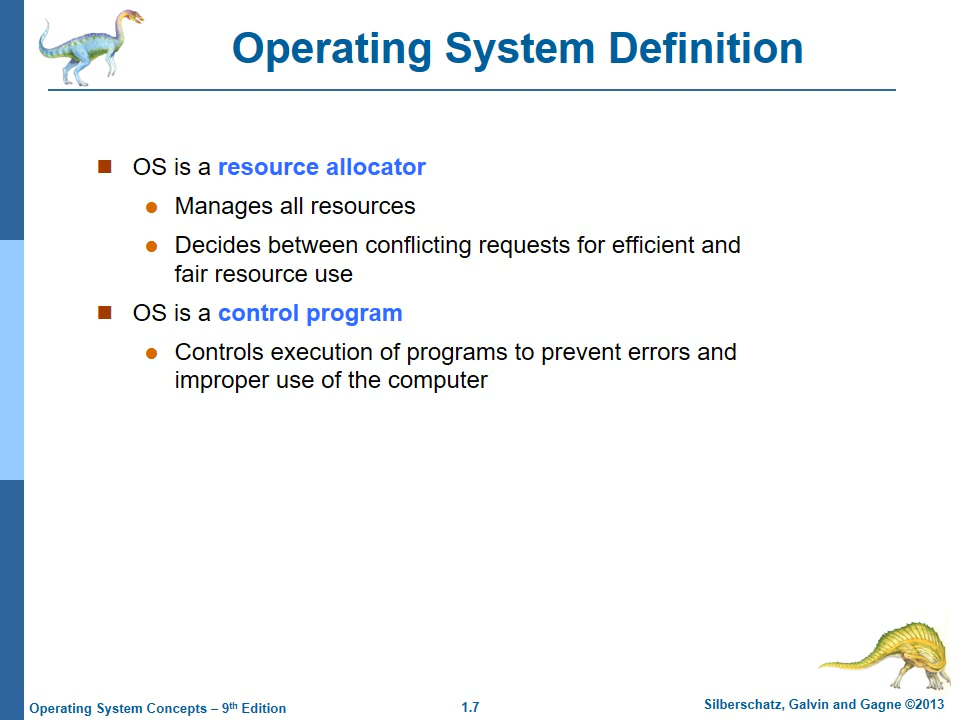 Operating System Definition
OS is a resource allocator
Manages all resources
Decides between conflicting requests for efficient and
fair resource use
OS is a control program
Controls execution of programs to prevent errors and
improper use of the computer
Operating System Concepts – 9th Edition
1.7
Silberschatz, Galvin and Gagne ©2013